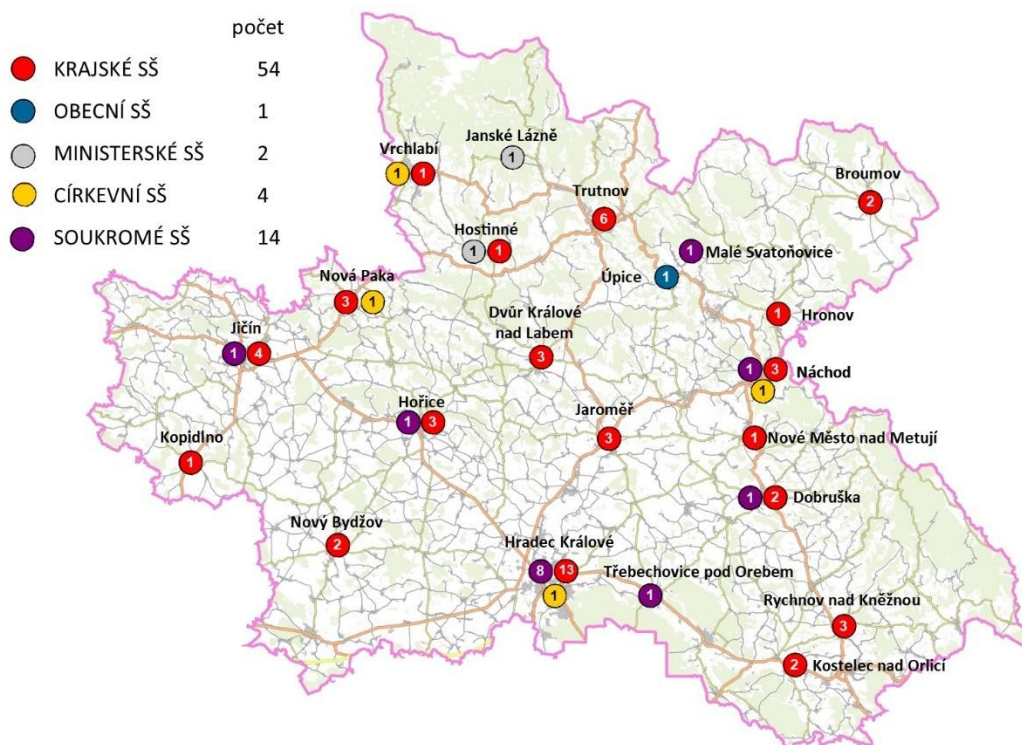 počet
KRAJSKÉ SŠ 54
OBECNÍ SŠ 1
MINISTERSKÉ SŠ 2
CÍRKEVNÍ SŠ 4
SOUKROMÉ SŠ 14
Janské Lázně
1
Vrchlabí
1 1
Broumov
2
Trutnov
6
Hostinné
1 1
1 Malé Svatoňovice
Úpice 1
Nová Paka
3 1
Hronov
1
Dvůr Králové
nad Labem
3
Jičín
1 4
1 3 Náchod
1
Hořice
1 3
Jaroměř
3
1 Nové Město nad Metují
Kopidlno
1
1 2 Dobruška
Nový Bydžov
2
Hradec Králové
8 13
1
Třebechovice pod Orebem
1
Rychnov nad Kněžnou
3
2 Kostelec nad Orlicí